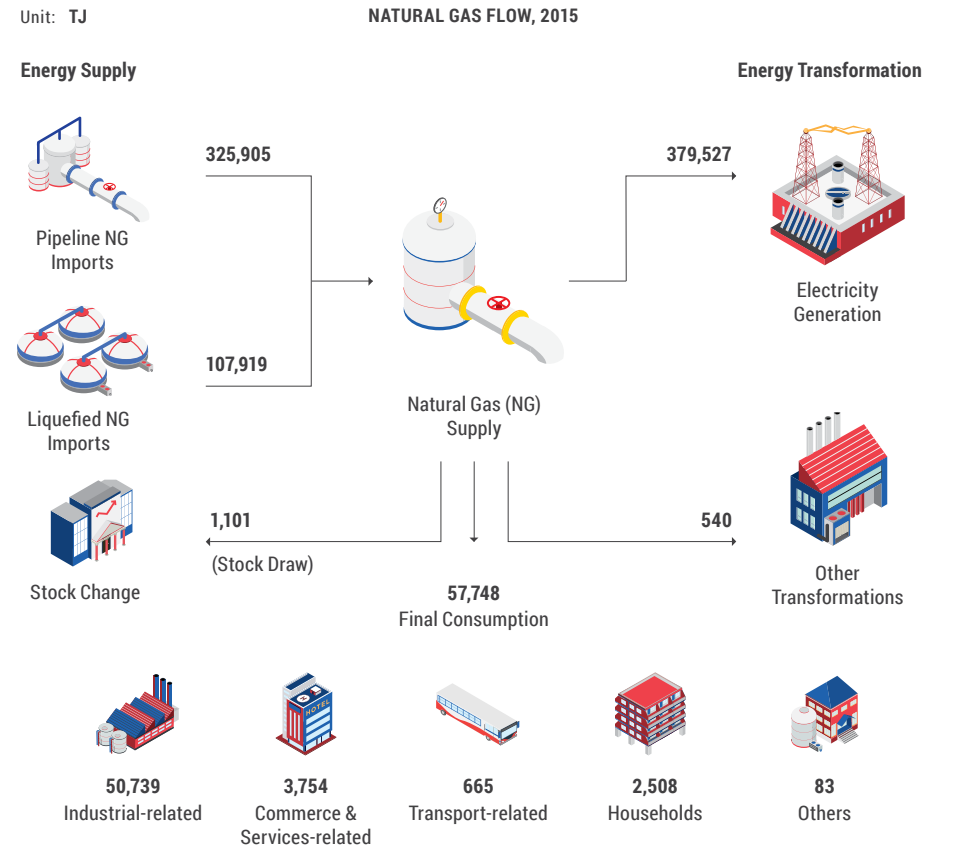 Unit: TJ
NATURAL GAS FLOW, 2015
Energy Supply
Energy Transformation
325,905
379,527
Pipeline NG
Imports
Electricity
Generation
107,919
Liquefied NG
Imports
Natural Gas (NG)
Supply
1,101
(Stock Draw)
540
Stock Change
Other
Transformations
57,748
Final Consumption
HOTEL
H
50,739
Industrial-related
3,754
Commerce &
Services-related
665
Transport-related
2,508
Households
83
Others